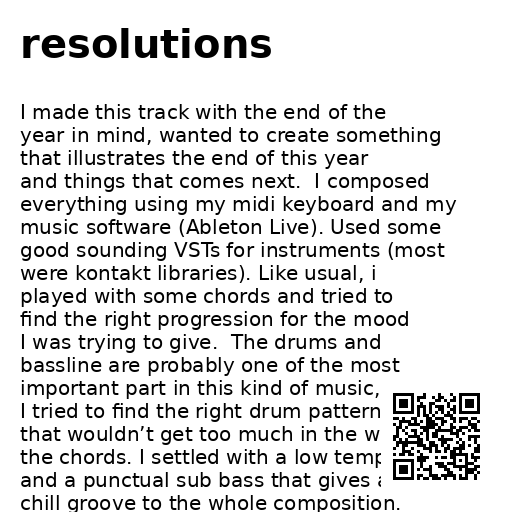 resolutions
I made this track with the end of the
year in mind, wanted to create something
that illustrates the end of this year
and things that comes next.  I composed
everything using my midi keyboard and my
music software (Ableton Live). Used some
good sounding VSTs for instruments (most
were kontakt libraries). Like usual, i
played with some chords and tried to
find the right progression for the mood
I was trying to give.  The drums and
bassline are probably one of the most
important part in this kind of music,
I tried to find the right drum pattern
that wouldn’t get too much in the
the chords. I settled with a low
and a punctual sub bass that gives
chill groove to the whole composition.